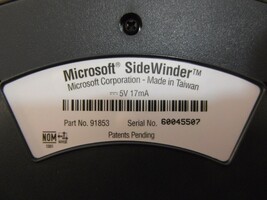 Microsoft® SideWinder™
Microsoft Corporation - Made in Taiwan
⎓ 5V 17mA
Part No. 91853 Serial No. 60045507
NOM
Patents Pending